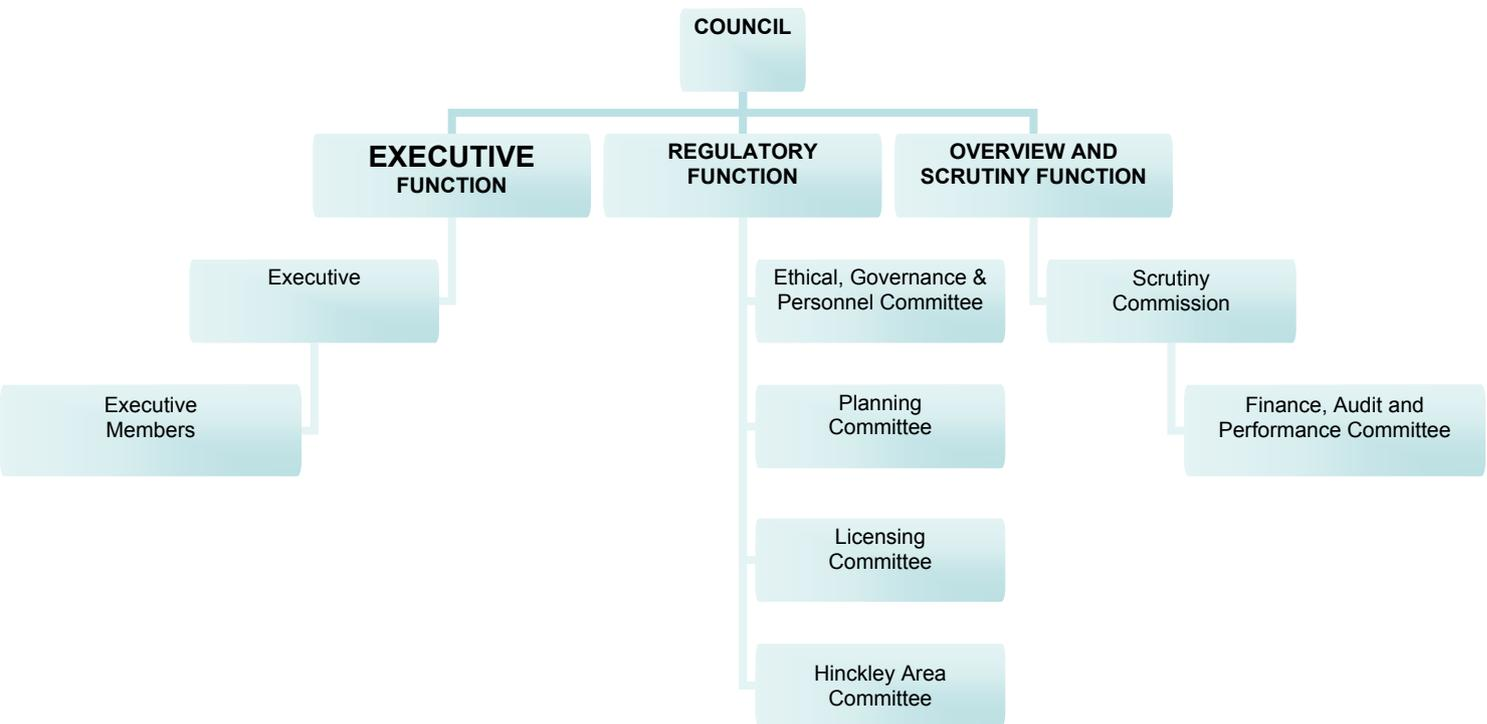 COUNCIL
EXECUTIVE
FUNCTION
REGULATORY
FUNCTION
OVERVIEW AND
SCRUTINY FUNCTION
Executive
Executive
Members
Ethical, Governance &
Personnel Committee
Planning
Committee
Licensing
Committee
Hinckley Area
Committee
Scrutiny
Commission
Finance, Audit and
Performance Committee